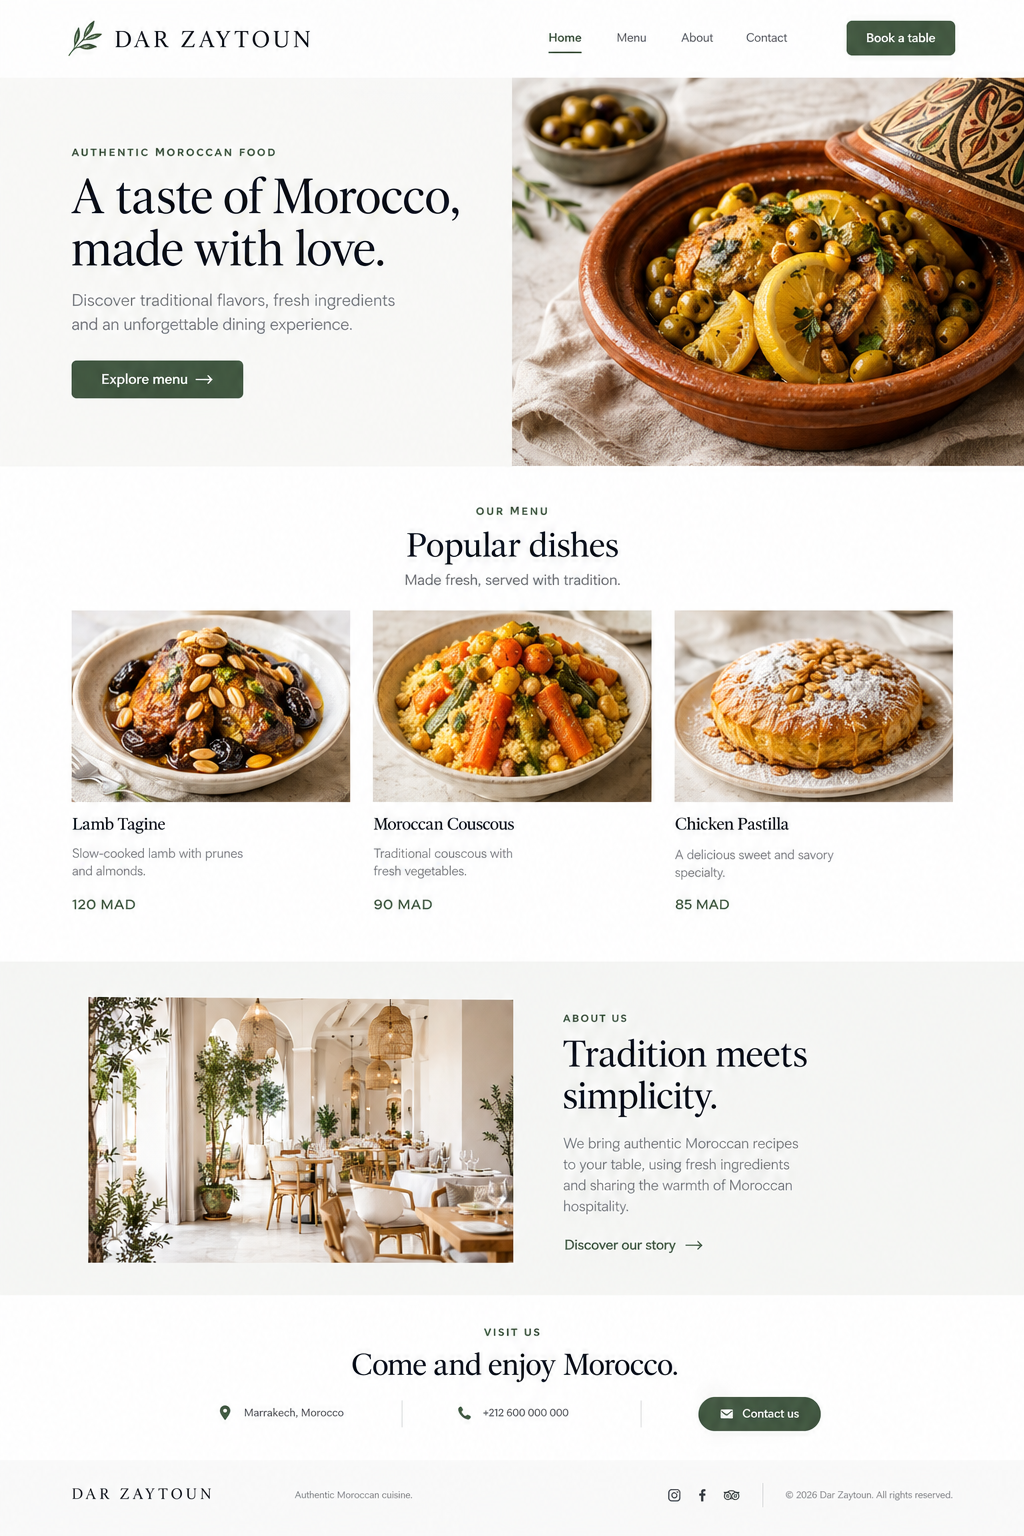 DAR ZAYTOUN
Home
Menu
About
Contact
Book a table
AUTHENTIC MOROCCAN FOOD
A taste of Morocco,
made with love.
Discover traditional flavors, fresh ingredients
and an unforgettable dining experience.
Explore menu →
OUR MENU
Popular dishes
Made fresh, served with tradition.
Lamb Tagine
Slow-cooked lamb with prunes
and almonds.
120 MAD
Moroccan Couscous
Traditional couscous with
fresh vegetables.
90 MAD
Chicken Pastilla
A delicious sweet and savory
specialty.
85 MAD
ABOUT US
Tradition meets
simplicity.
We bring authentic Moroccan recipes
to your table, using fresh ingredients
and sharing the warmth of Moroccan
hospitality.
Discover our story →
VISIT US
Come and enjoy Morocco.
Marrakech, Morocco
+212 600 000 000
Contact us
DAR ZAYTOUN
Authentic Moroccan cuisine.
© 2026 Dar Zaytoun. All rights reserved.